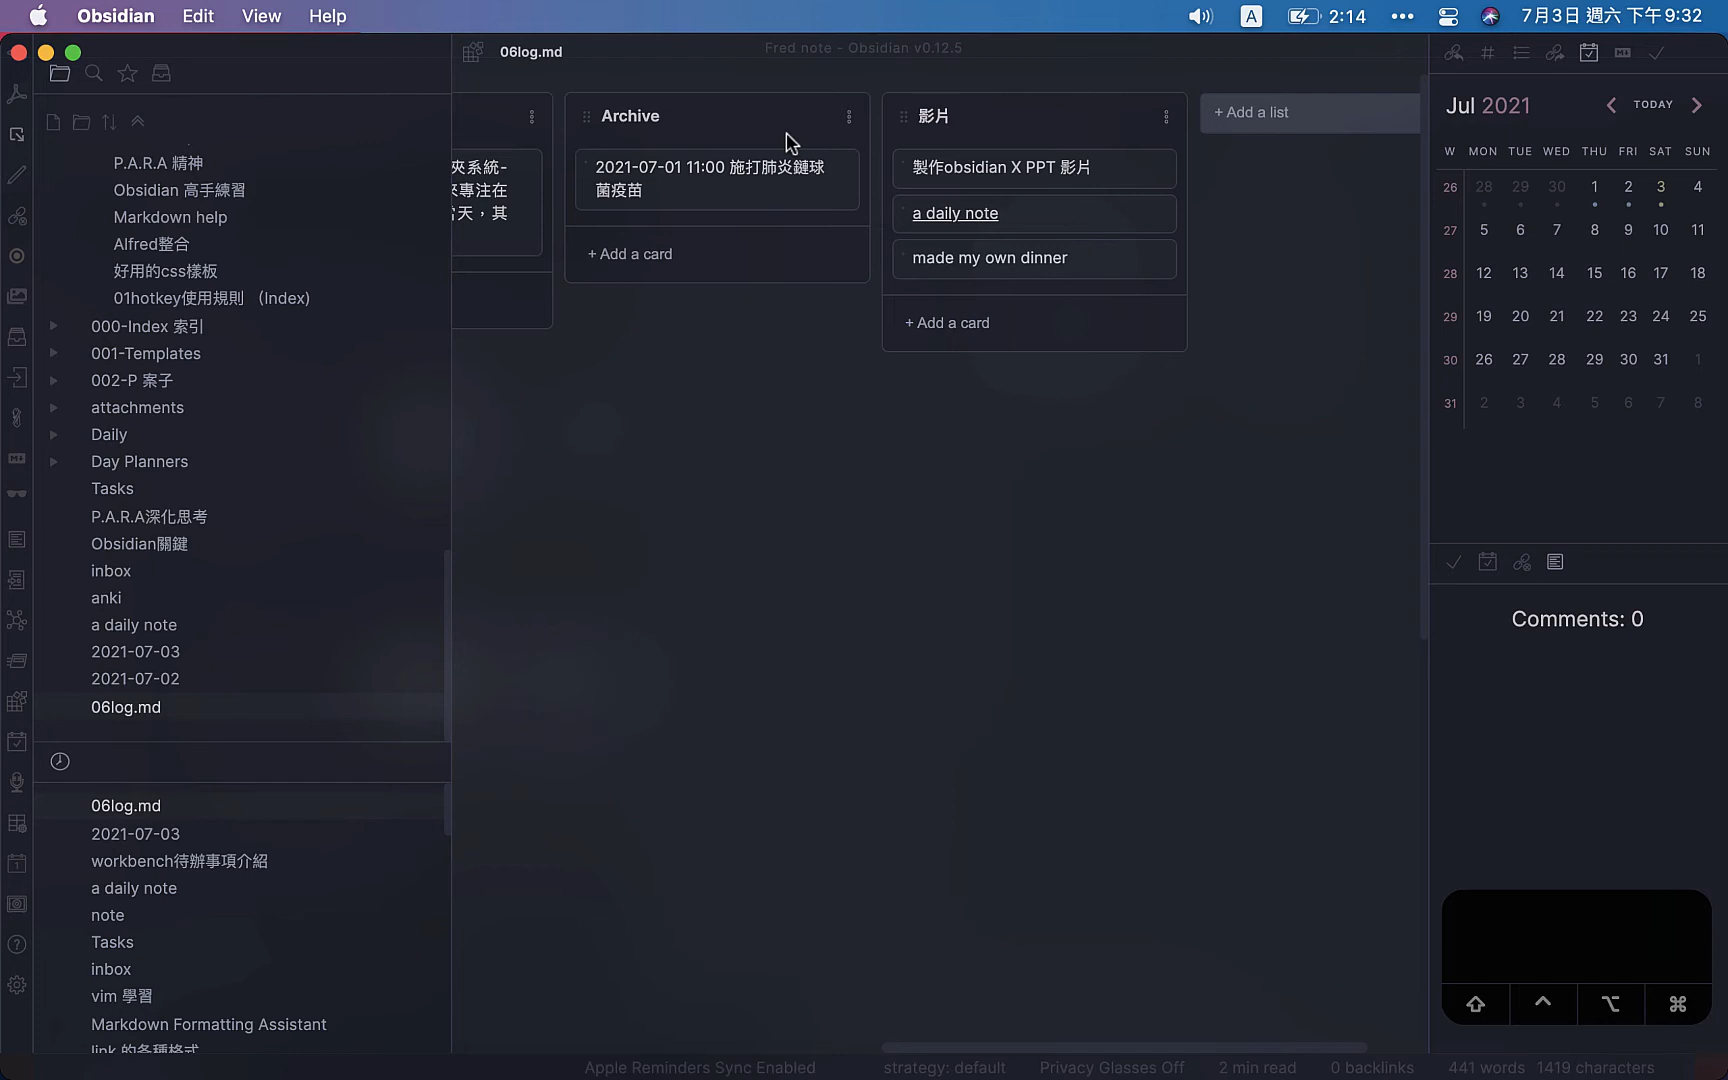 Obsidian Edit View Help
A 2:14 ••• 7月3日 週六 下午9:32
06log.md
Fred note - Obsidian v0.12.5
P.A.R.A 精神
Obsidian 高手練習
Markdown help
Alfred整合
好用的css樣板
01hotkey使用規則 (Index)
000-Index 索引
001-Templates
002-P 案子
attachments
Daily
Day Planners
Tasks
P.A.R.A深化思考
Obsidian關鍵
inbox
anki
a daily note
2021-07-03
2021-07-02
06log.md
06log.md
2021-07-03
workbench待辦事項介紹
a daily note
note
Tasks
inbox
vim 學習
Markdown Formatting Assistant
link 的各種格式
夾系統-
專注在
天，其
Archive
2021-07-01 11:00 施打肺炎鏈球
菌疫苗
+ Add a card
影片
製作obsidian X PPT 影片
a daily note
made my own dinner
+ Add a card
+ Add a list
Jul 2021 TODAY
W MON TUE WED THU FRI SAT SUN
26 28 29 30 1 2 3 4
27 5 6 7 8 9 10 11
28 12 13 14 15 16 17 18
29 19 20 21 22 23 24 25
30 26 27 28 29 30 31 1
31 2 3 4 5 6 7 8
Comments: 0
Apple Reminders Sync Enabled strategy: default Privacy Glasses Off 2 min read 0 backlinks 441 words 1419 characters